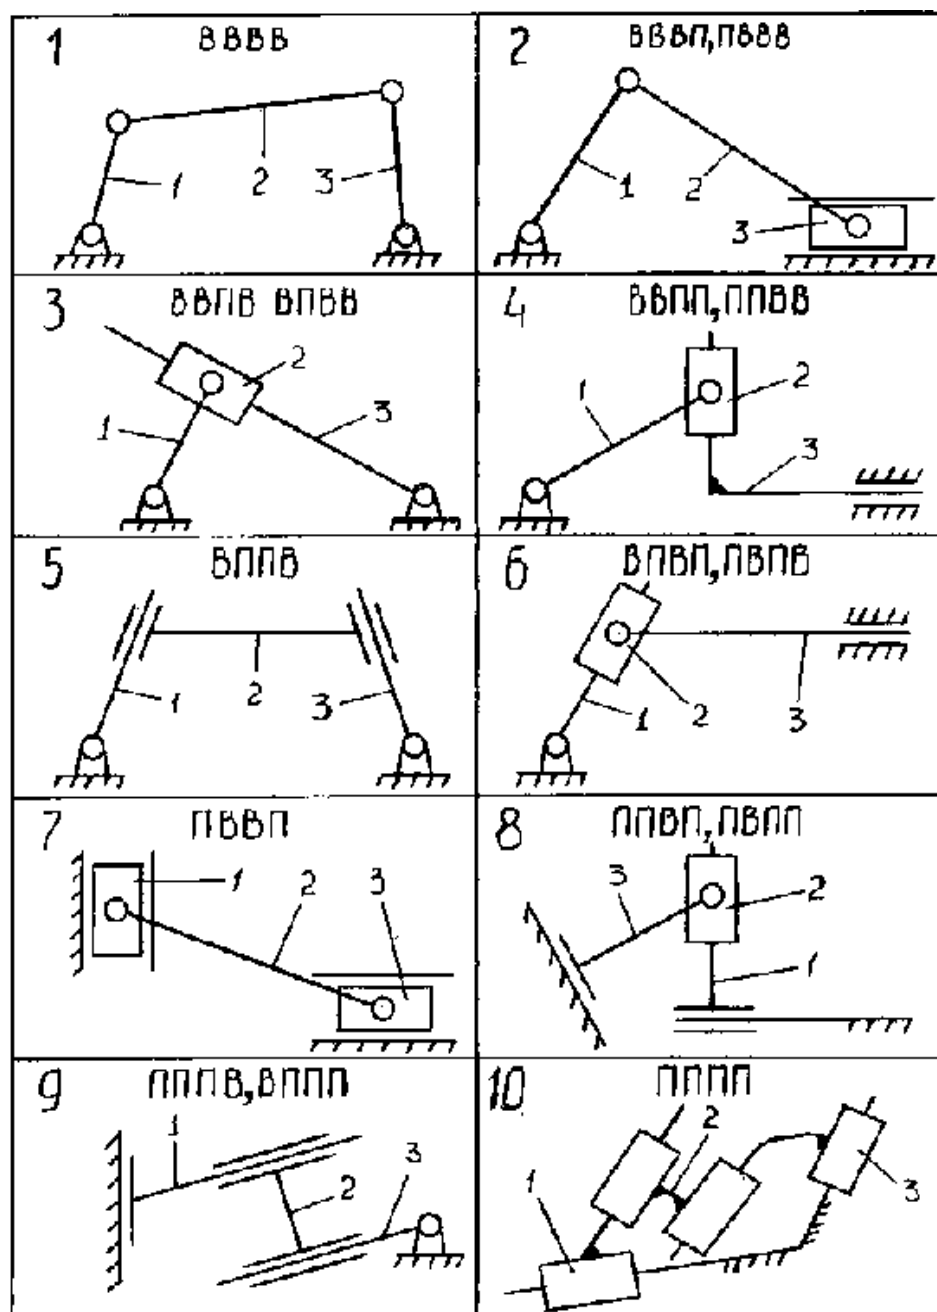 1 ВВВВ
1 2 3
2 ВВВП, ПВВВ
1 2 3
3 ВВПВ ВПВВ
1 2 3
4 ВВПП, ППВВ
1 2 3
5 ВППВ
1 2 3
6 ВПВП, ПВПВ
1 2 3
7 ПВВП
1 2 3
8 ППВП, ПВПП
3 2 1
9 ПППВ, ВППП
1 2 3
10 ПППП
1 2 3